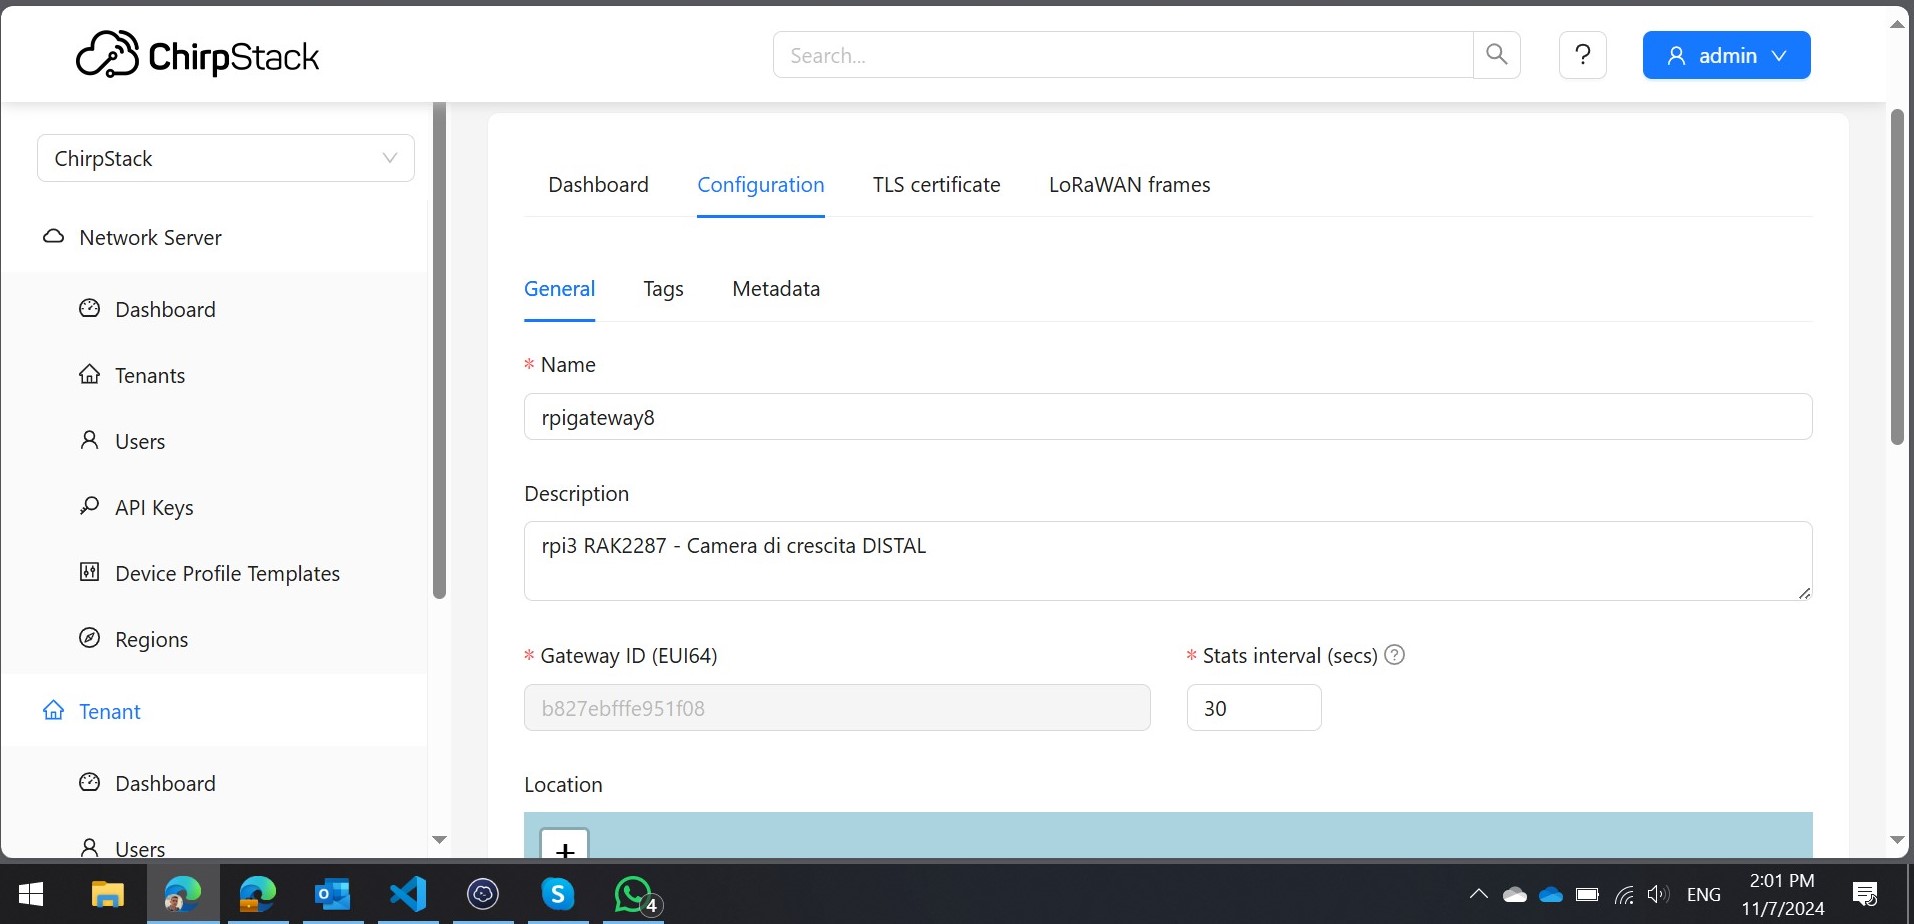 ChirpStack
Search...
?
admin
ChirpStack
Network Server
Dashboard
Tenants
Users
API Keys
Device Profile Templates
Regions
Tenant
Dashboard
Users
Dashboard Configuration TLS certificate LoRaWAN frames
General Tags Metadata
* Name
rpigateway8
Description
rpi3 RAK2287 - Camera di crescita DISTAL
* Gateway ID (EUI64)
b827ebfffe951f08
* Stats interval (secs) ?
30
Location
+
4
ENG
2:01 PM
11/7/2024
3